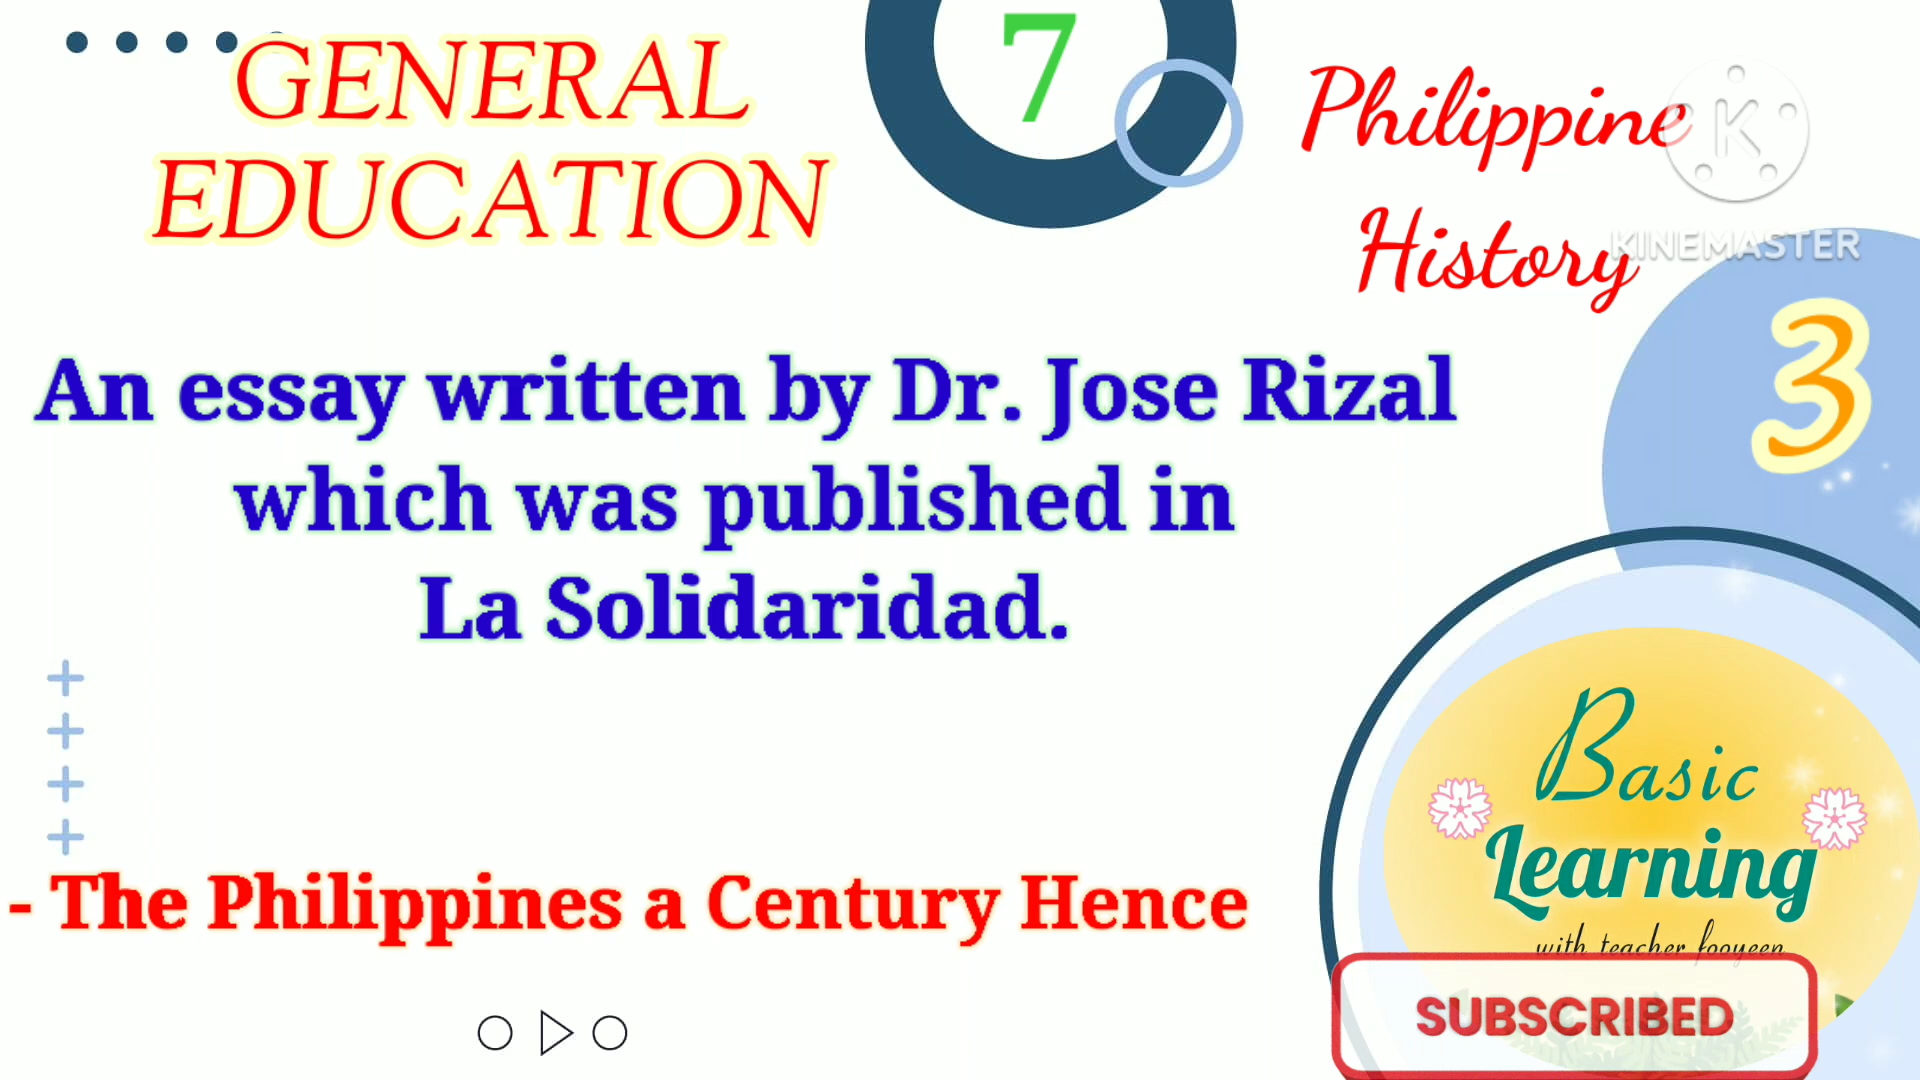 GENERAL
EDUCATION
7
Philippine
History
K
KINEMASTER
3
An essay written by Dr. Jose Rizal
which was published in
La Solidaridad.
- The Philippines a Century Hence
Basic
Learning
with teacher fooyeen
SUBSCRIBED